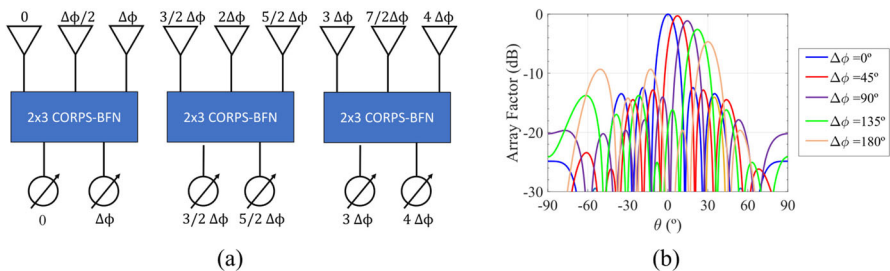 0 Δϕ/2 Δϕ 3/2 Δϕ 2Δϕ 5/2 Δϕ 3 Δϕ 7/2Δϕ 4 Δϕ
2x3 CORPS-BFN 2x3 CORPS-BFN 2x3 CORPS-BFN
0 Δϕ 3/2 Δϕ 5/2 Δϕ 3 Δϕ 4 Δϕ
(a)
Array Factor (dB)
0
-10
-20
-30
-90 -60 -30 0 30 60 90
θ (º)
Δϕ =0º
Δϕ =45º
Δϕ =90º
Δϕ =135º
Δϕ =180º
(b)